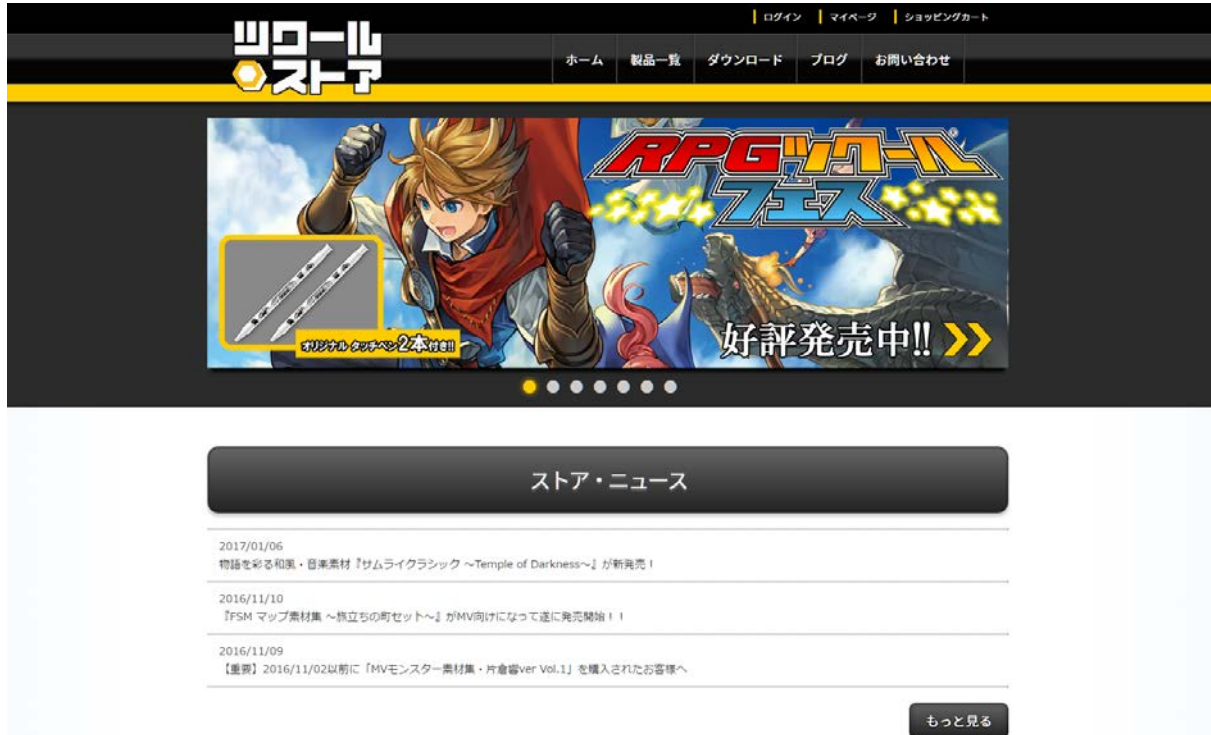 ログイン
マイページ
ショッピングカート
ツクール
ストア
ホーム
製品一覧
ダウンロード
ブログ
お問い合わせ
RPGツクール
フェス
オリジナル タッチペン2本付き!!
好評発売中!!
ストア・ニュース
2017/01/06
物語を彩る和風・音楽素材『サムライクラシック ～Temple of Darkness～』が新発売！
2016/11/10
『FSM マップ素材集 ～旅立ちの町セット～』がMV向けになって遂に発売開始！！
2016/11/09
【重要】2016/11/02以前に「MVモンスター素材集・片倉響ver Vol.1」を購入されたお客様へ
もっと見る